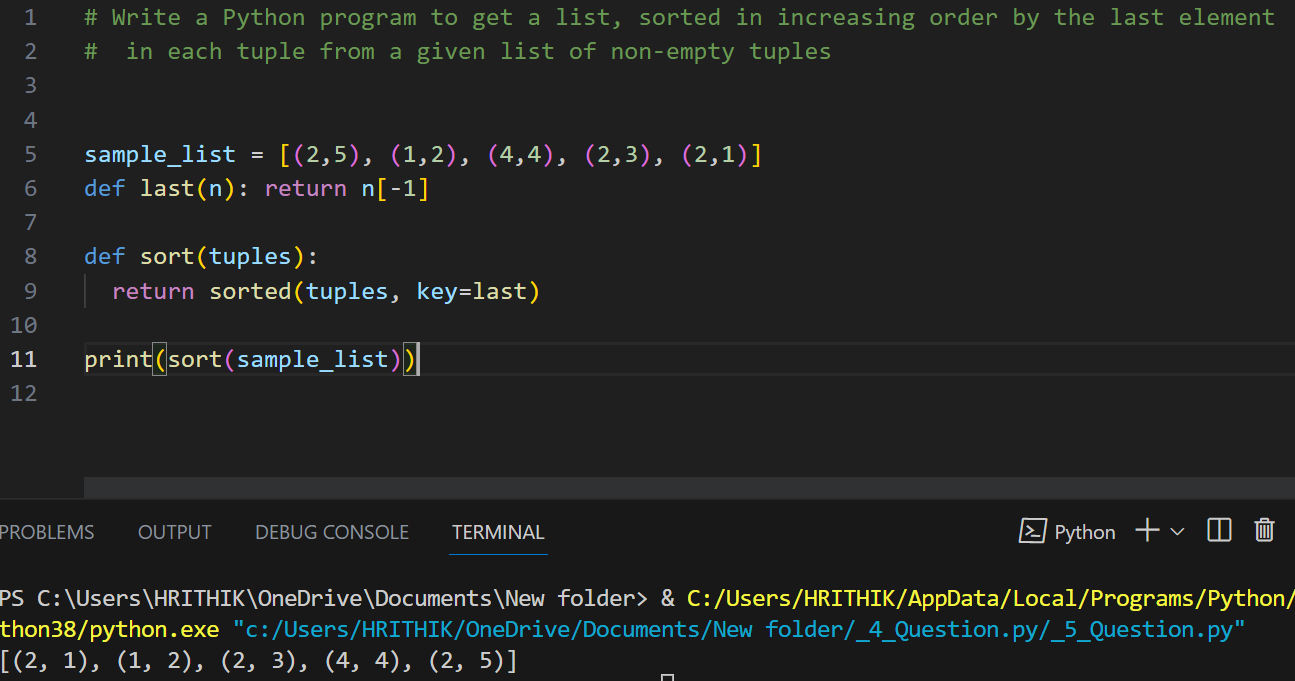 1 # Write a Python program to get a list, sorted in increasing order by the last element
2 #  in each tuple from a given list of non-empty tuples
3
4
5 sample_list = [(2,5), (1,2), (4,4), (2,3), (2,1)]
6 def last(n): return n[-1]
7
8 def sort(tuples):
9   return sorted(tuples, key=last)
10
11 print(sort(sample_list))
12
PROBLEMS OUTPUT DEBUG CONSOLE TERMINAL Python
PS C:\Users\HRITHIK\OneDrive\Documents\New folder> & C:/Users/HRITHIK/AppData/Local/Programs/Python/
thon38/python.exe "c:/Users/HRITHIK/OneDrive/Documents/New folder/_4_Question.py/_5_Question.py"
[(2, 1), (1, 2), (2, 3), (4, 4), (2, 5)]